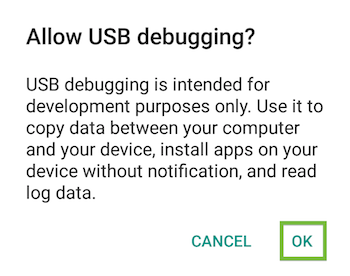 Allow USB debugging?
USB debugging is intended for
development purposes only. Use it to
copy data between your computer
and your device, install apps on your
device without notification, and read
log data.
CANCEL OK